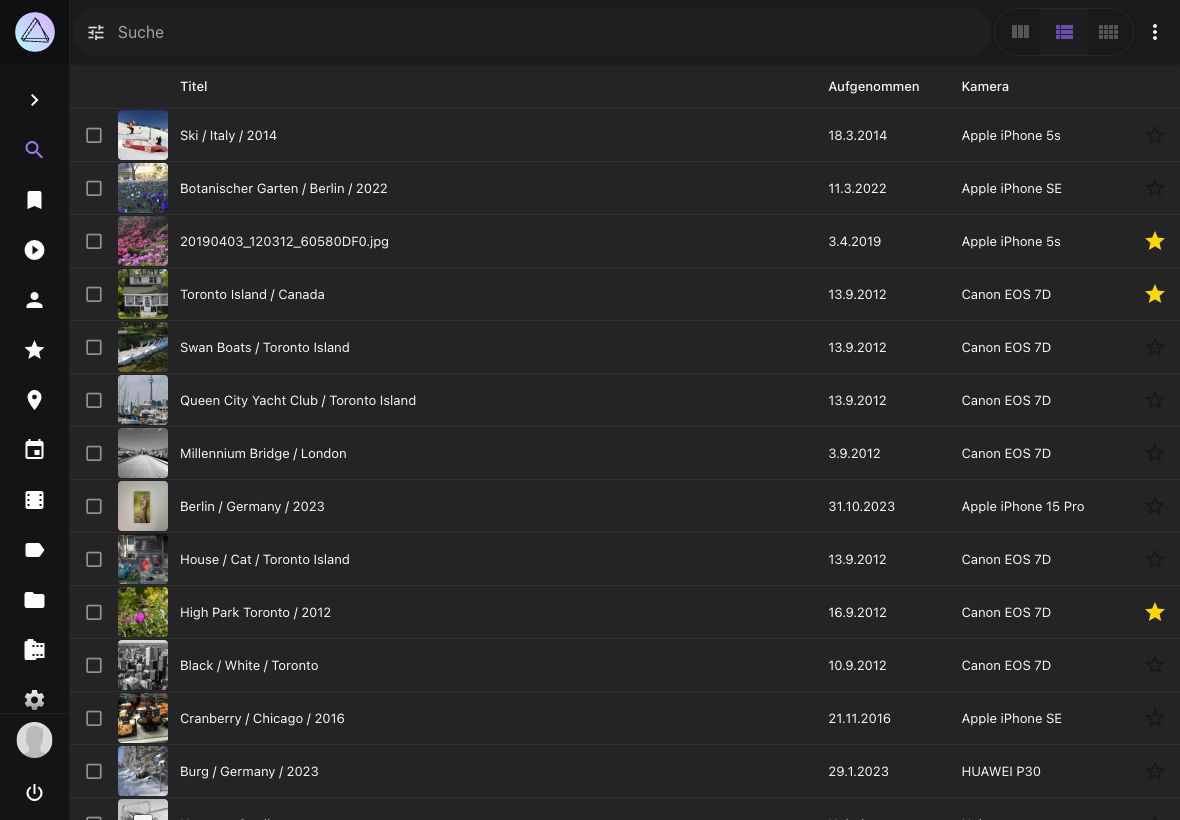 Suche
Titel Aufgenommen Kamera
Ski / Italy / 2014 18.3.2014 Apple iPhone 5s
Botanischer Garten / Berlin / 2022 11.3.2022 Apple iPhone SE
20190403_120312_60580DF0.jpg 3.4.2019 Apple iPhone 5s
Toronto Island / Canada 13.9.2012 Canon EOS 7D
Swan Boats / Toronto Island 13.9.2012 Canon EOS 7D
Queen City Yacht Club / Toronto Island 13.9.2012 Canon EOS 7D
Millennium Bridge / London 3.9.2012 Canon EOS 7D
Berlin / Germany / 2023 31.10.2023 Apple iPhone 15 Pro
House / Cat / Toronto Island 13.9.2012 Canon EOS 7D
High Park Toronto / 2012 16.9.2012 Canon EOS 7D
Black / White / Toronto 10.9.2012 Canon EOS 7D
Cranberry / Chicago / 2016 21.11.2016 Apple iPhone SE
Burg / Germany / 2023 29.1.2023 HUAWEI P30